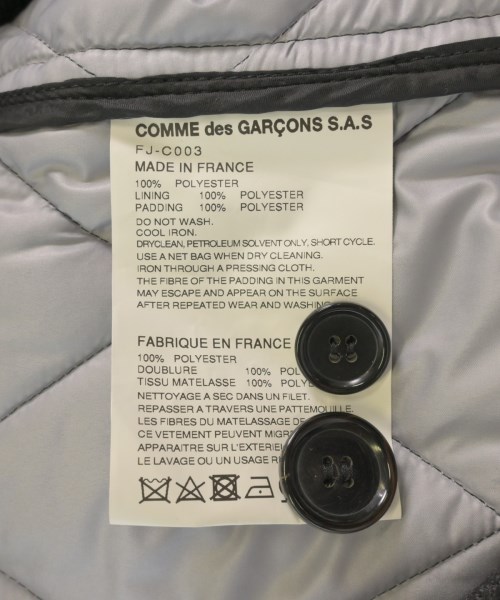 COMME des GARÇONS S.A.S
FJ-C003
MADE IN FRANCE
100% POLYESTER
LINING 100% POLYESTER
PADDING 100% POLYESTER
DO NOT WASH.
COOL IRON.
DRYCLEAN, PETROLEUM SOLVENT ONLY, SHORT CYCLE.
USE A NET BAG WHEN DRY CLEANING.
IRON THROUGH A PRESSING CLOTH.
THE FIBRE OF THE PADDING IN THIS GARMENT
MAY ESCAPE AND APPEAR ON THE SURFACE
AFTER REPEATED WEAR AND WASHING
FABRIQUE EN FRANCE
100% POLYESTER
DOUBLURE 100% POL
TISSU MATELASSE 100% POLY
NETTOYAGE A SEC DANS UN FILET.
REPASSER A TRAVERS UNE PATTEMOUILLE.
LES FIBRES DU MATELASSAGE DE
CE VETEMENT PEUVENT MIGR
APPARAITRE SUR L'EXTERIE
LE LAVAGE OU UN USAGE R